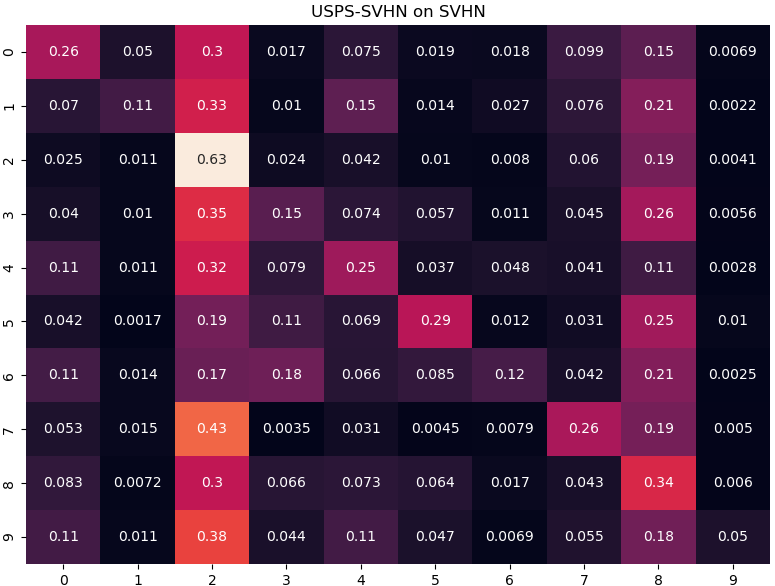 USPS-SVHN on SVHN
0 0.26 0.05 0.3 0.017 0.075 0.019 0.018 0.099 0.15 0.0069
1 0.07 0.11 0.33 0.01 0.15 0.014 0.027 0.076 0.21 0.0022
2 0.025 0.011 0.63 0.024 0.042 0.01 0.008 0.06 0.19 0.0041
3 0.04 0.01 0.35 0.15 0.074 0.057 0.011 0.045 0.26 0.0056
4 0.11 0.011 0.32 0.079 0.25 0.037 0.048 0.041 0.11 0.0028
5 0.042 0.0017 0.19 0.11 0.069 0.29 0.012 0.031 0.25 0.01
6 0.11 0.014 0.17 0.18 0.066 0.085 0.12 0.042 0.21 0.0025
7 0.053 0.015 0.43 0.0035 0.031 0.0045 0.0079 0.26 0.19 0.005
8 0.083 0.0072 0.3 0.066 0.073 0.064 0.017 0.043 0.34 0.006
9 0.11 0.011 0.38 0.044 0.11 0.047 0.0069 0.055 0.18 0.05
0 1 2 3 4 5 6 7 8 9